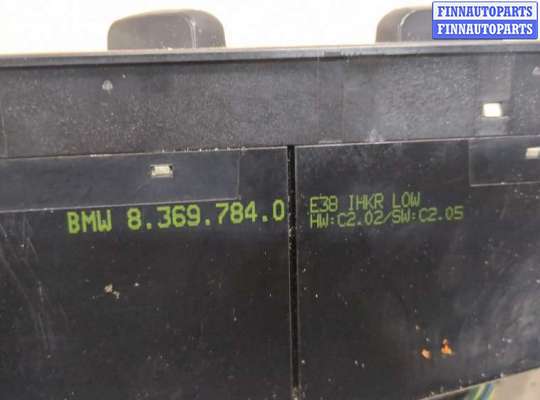 FINNAUTOPARTS
FINNAUTOPARTS
BMW 8.369.784.0
E38 IHKR LOW
HW:C2.02/SW:C2.05